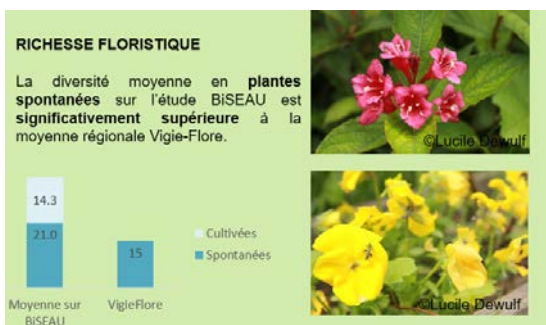 RICHESSE FLORISTIQUE
La diversité moyenne en plantes
spontanées sur l'étude BiSEAU est
significativement supérieure à la
moyenne régionale Vigie-Flore.
©Lucile Dewulf
14.3
21.0
15
Cultivées
Spontanées
Moyenne sur
BiSEAU
VigieFlore
©Lucile Dewulf